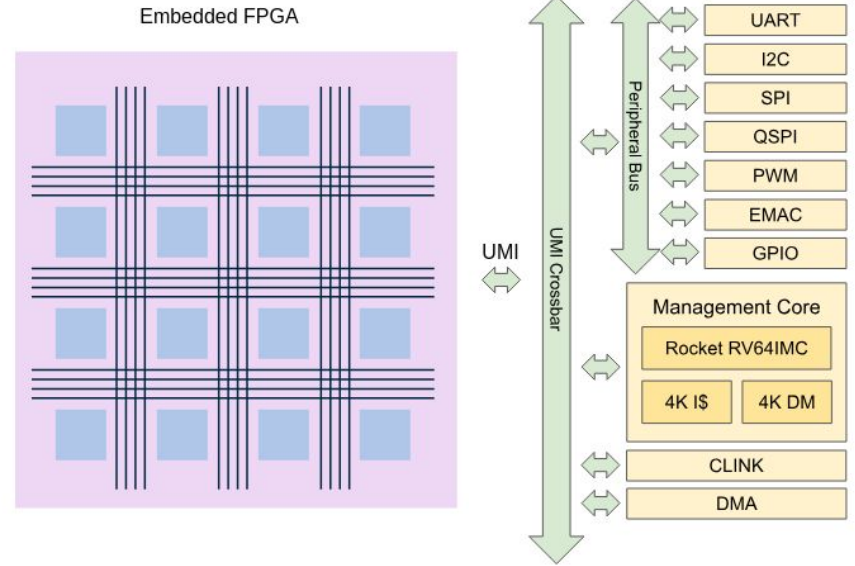 Embedded FPGA
UMI
UMI Crossbar
Peripheral Bus
UART
I2C
SPI
QSPI
PWM
EMAC
GPIO
Management Core
Rocket RV64IMC
4K I$
4K DM
CLINK
DMA